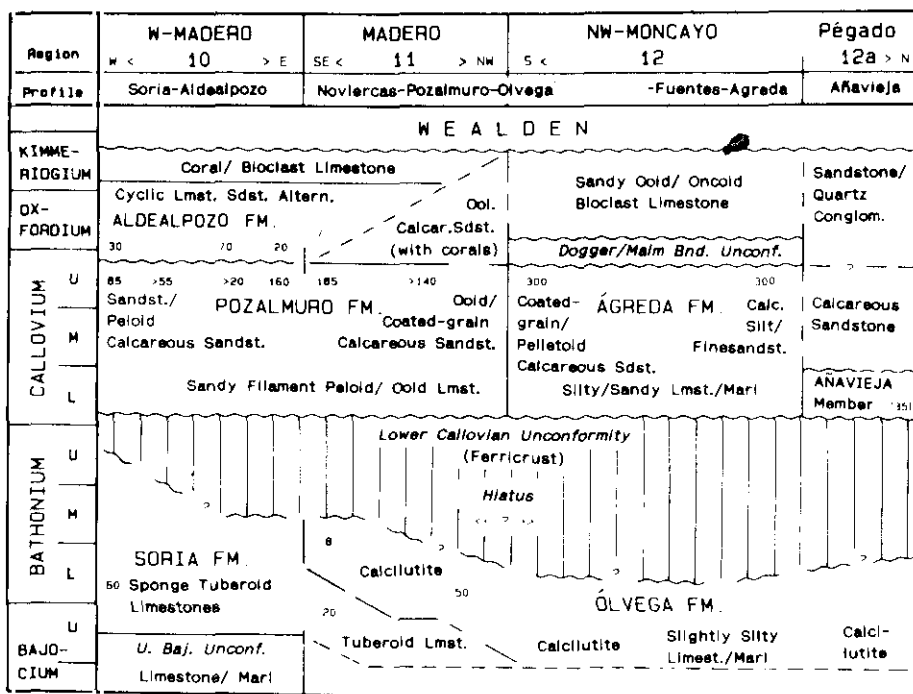 Region
W-MADERO
W < 10 > E
MADERO
SE < 11 > NW
NW-MONCAYO
S < 12
Pégado
12a > N
Profile
Soria-Aldealpozo
Noviercas-Pozalmuro-Olvega
-Fuentes-Agreda
Añavieja
WEALDEN
KIMME-
RIDGIUM
Coral/ Bioclast Limestone
Sandy Ooid/ Oncoid
Bioclast Limestone
Sandstone/
Quartz
Conglom.
OX-
FORDIUM
Cyclic Lmst. Sdst. Altern.
ALDEALPOZO FM.
30 70 20
Ool.
Calcar.Sdst.
(with corals)
Dogger/Malm Bnd. Unconf.
?
CALLOVIUM
U
M
L
85 >55 >20 160
185 >140
300 300
Sandst./
Peloid
Calcareous Sandst.
POZALMURO FM.
Ooid/
Coated-grain
Calcareous Sandst.
Sandy Filament Peloid/ Ooid Lmst.
Coated-
grain/
Pelletoid
Calcareous Sdst.
ÁGREDA FM.
Calc.
Silt/
Finesandst.
Silty/Sandy Lmst./Marl
Calcareous
Sandstone
AÑAVIEJA
Member 351
BATHONIUM
U
M
L
Lower Callovian Unconformity
(Ferricrust)
Hiatus
?
?
?
?
?
?
SORIA FM.
50 Sponge Tuberoid
Limestones
8
Calcilutite
20
50
ÓLVEGA FM.
BAJO-
CIUM
U
U. Baj. Unconf.
Limestone/ Marl
Tuberoid Lmst.
Calcilutite
Slightly Silty
Limest./Marl
Calci-
lutite